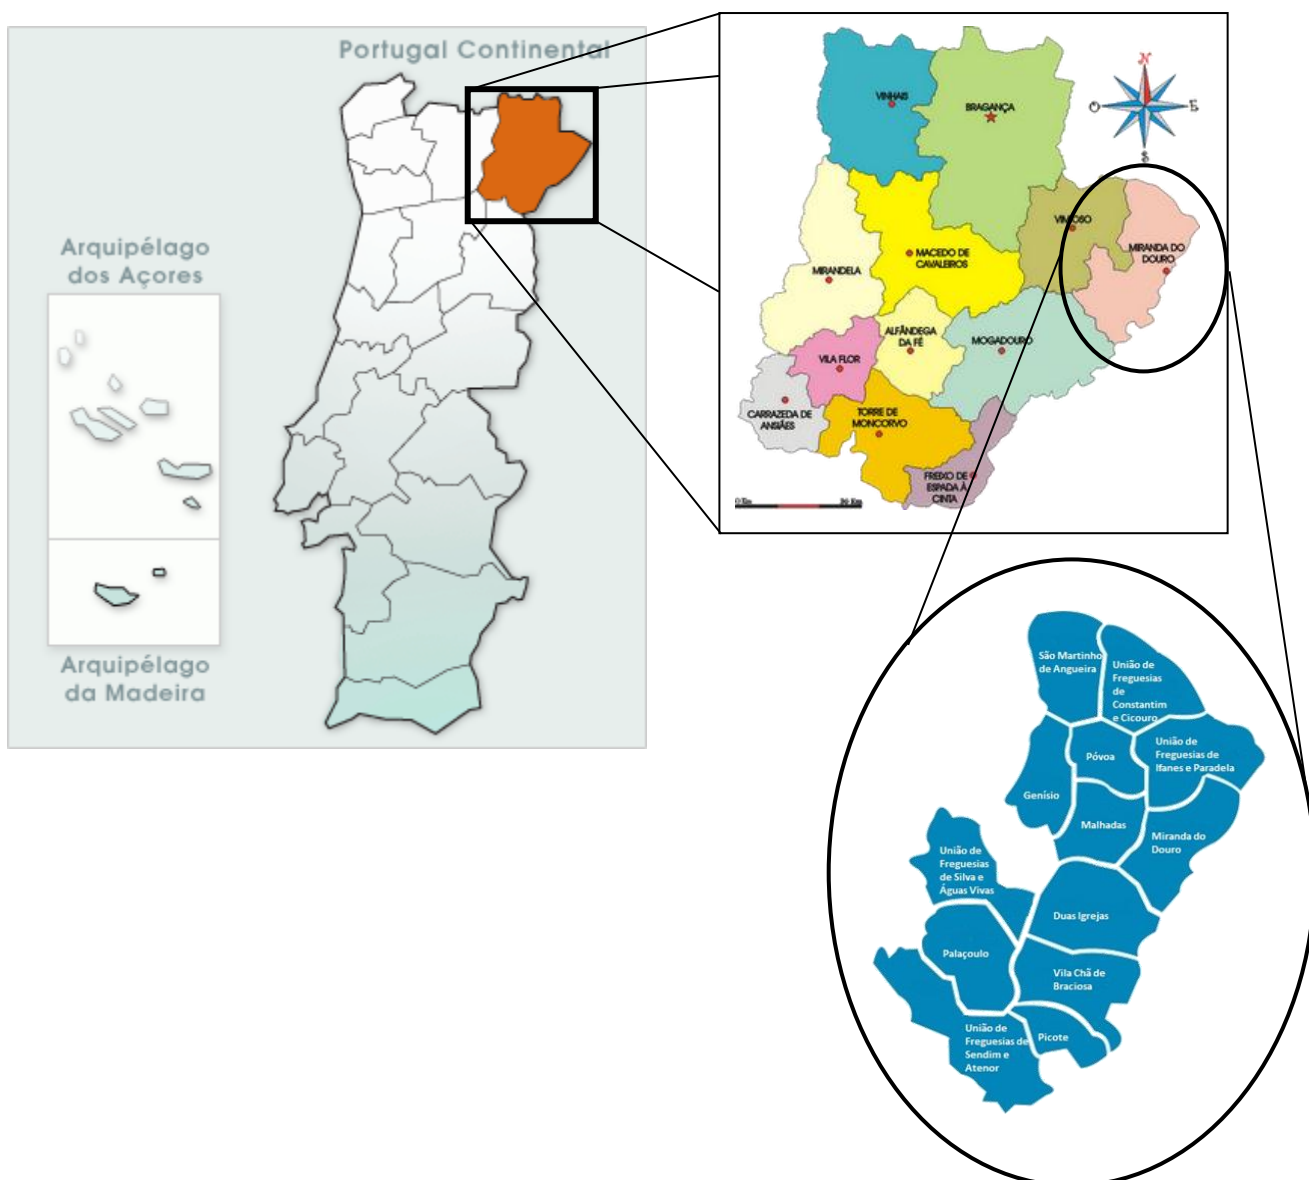 Portugal Continental
Arquipélago
dos Açores
Arquipélago
da Madeira
N
O
E
S
VINHAIS
BRAGANÇA
VIMIOSO
MIRANDA DO
DOURO
MACEDO DE
CAVALEIROS
MIRANDELA
ALFÂNDEGA
DA FÉ
MOGADOURO
VILA FLOR
CARRAZEDA DE
ANSIÃES
TORRE DE
MONCORVO
FREIXO DE
ESPADA À
CINTA
São Martinho
de Angueira
União de
Freguesias
de
Constantim
e Cicouro
Póvoa
União de
Freguesias de
Ifanes e Paradela
Genísio
Malhadas
Miranda do
Douro
União de
Freguesias
de Silva e
Águas Vivas
Duas Igrejas
Palaçoulo
Vila Chã de
Braciosa
União de
Freguesias de
Sendim e
Atenor
Picote